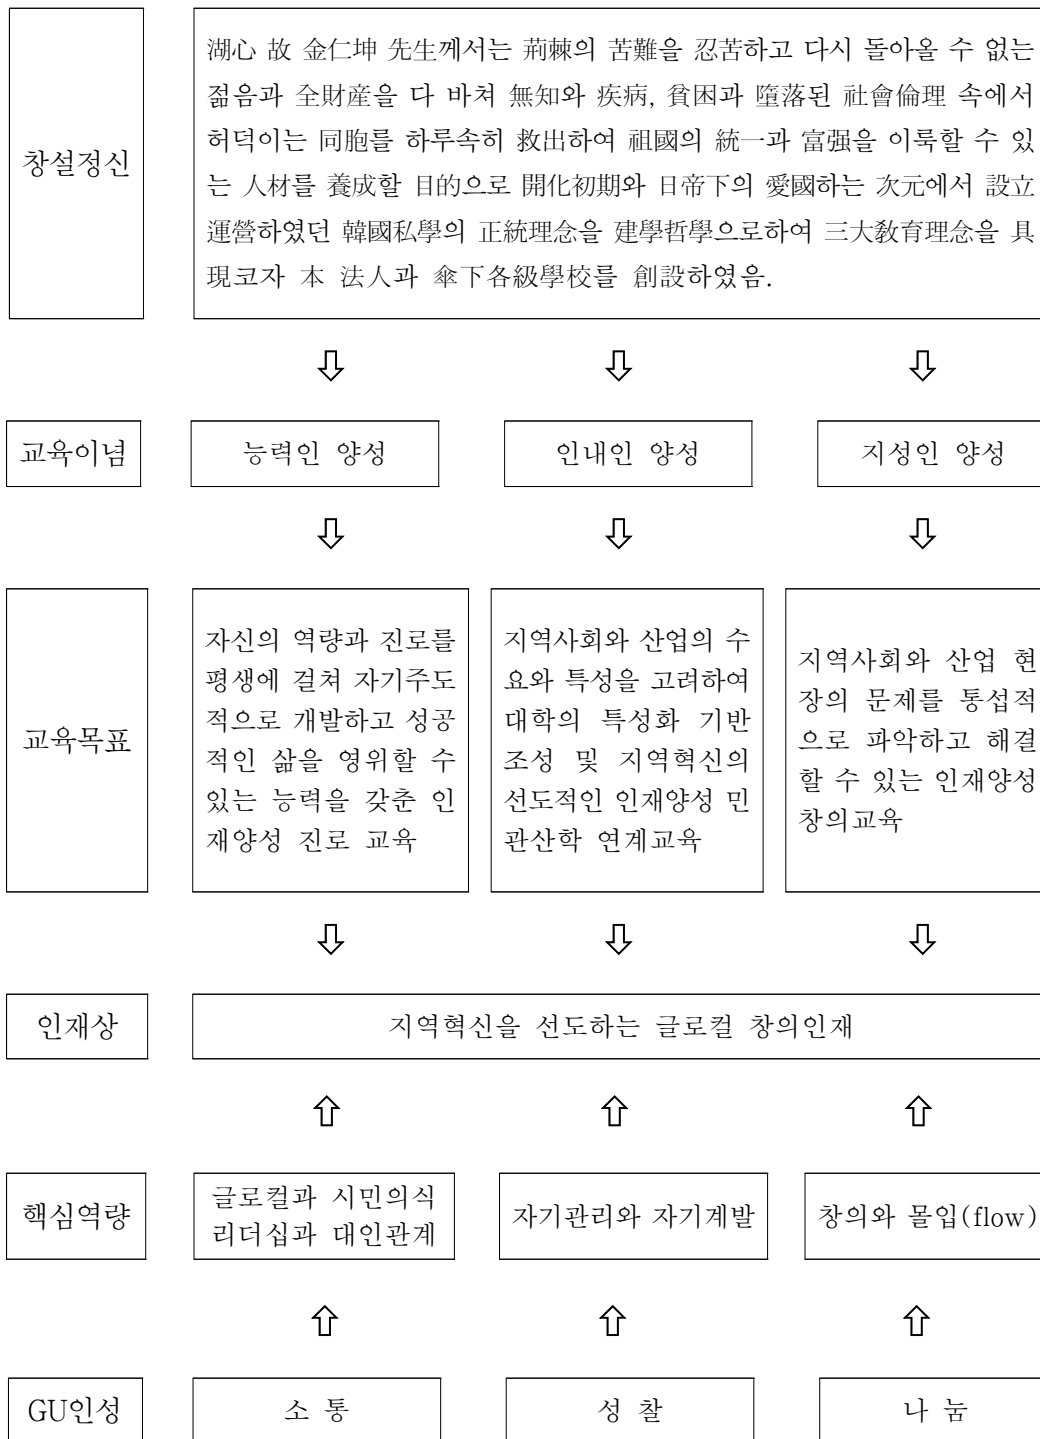 창설정신
湖心 故 金仁坤 先生께서는 荊棘의 苦難을 忍苦하고 다시 돌아올 수 없는
젊음과 全財産을 다 바쳐 無知와 疾病, 貧困과 墮落된 社會倫理 속에서
허덕이는 同胞를 하루속히 救出하여 祖國의 統一과 富强을 이룩할 수 있
는 人材를 養成할 目的으로 開化初期와 日帝下의 愛國하는 次元에서 設立
運營하였던 韓國私學의 正統理念을 建學哲學으로하여 三大敎育理念을 具
現코자 本 法人과 傘下各級學校를 創設하였음.
⇩ ⇩ ⇩
교육이념
능력인 양성
인내인 양성
지성인 양성
⇩ ⇩ ⇩
교육목표
자신의 역량과 진로를
평생에 걸쳐 자기주도
적으로 개발하고 성공
적인 삶을 영위할 수
있는 능력을 갖춘 인
재양성 진로 교육
지역사회와 산업의 수
요와 특성을 고려하여
대학의 특성화 기반
조성 및 지역혁신의
선도적인 인재양성 민
관산학 연계교육
지역사회와 산업 현
장의 문제를 통섭적
으로 파악하고 해결
할 수 있는 인재양성
창의교육
⇩ ⇩ ⇩
인재상
지역혁신을 선도하는 글로컬 창의인재
⇧ ⇧ ⇧
핵심역량
글로컬과 시민의식
리더십과 대인관계
자기관리와 자기계발
창의와 몰입(flow)
⇧ ⇧ ⇧
GU인성
소 통
성 찰
나 눔